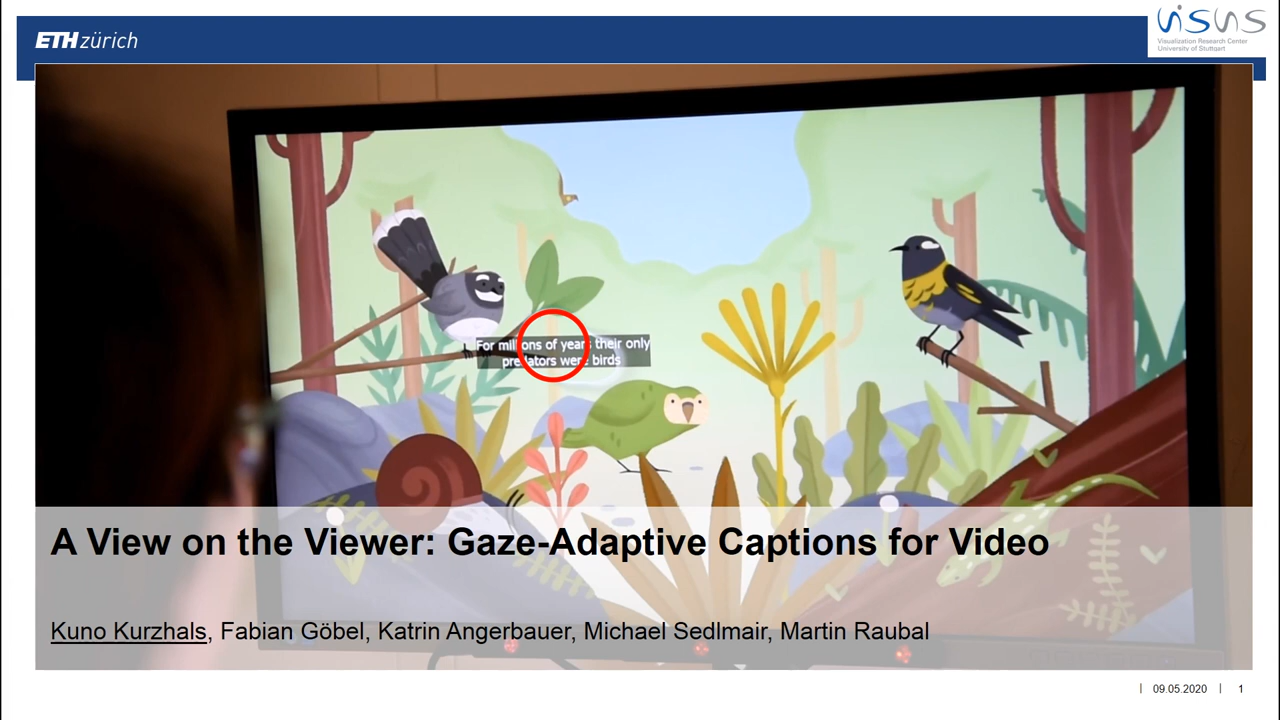 ETH zürich
VISUS
Visualization Research Center
University of Stuttgart
For millions of years their only
predators were birds
A View on the Viewer: Gaze-Adaptive Captions for Video
Kuno Kurzhals, Fabian Göbel, Katrin Angerbauer, Michael Sedlmair, Martin Raubal
| 09.05.2020 | 1